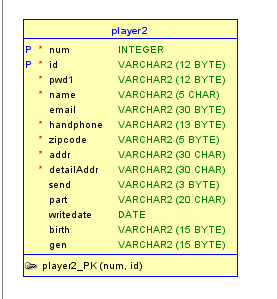 player2
P * num INTEGER
P * id VARCHAR2 (12 BYTE)
* pwd1 VARCHAR2 (12 BYTE)
* name VARCHAR2 (5 CHAR)
email VARCHAR2 (30 BYTE)
* handphone VARCHAR2 (13 BYTE)
* zipcode VARCHAR2 (5 BYTE)
* addr VARCHAR2 (30 CHAR)
* detailAddr VARCHAR2 (30 CHAR)
send VARCHAR2 (3 BYTE)
part VARCHAR2 (20 CHAR)
writedate DATE
birth VARCHAR2 (15 BYTE)
gen VARCHAR2 (15 BYTE)
player2_PK (num, id)